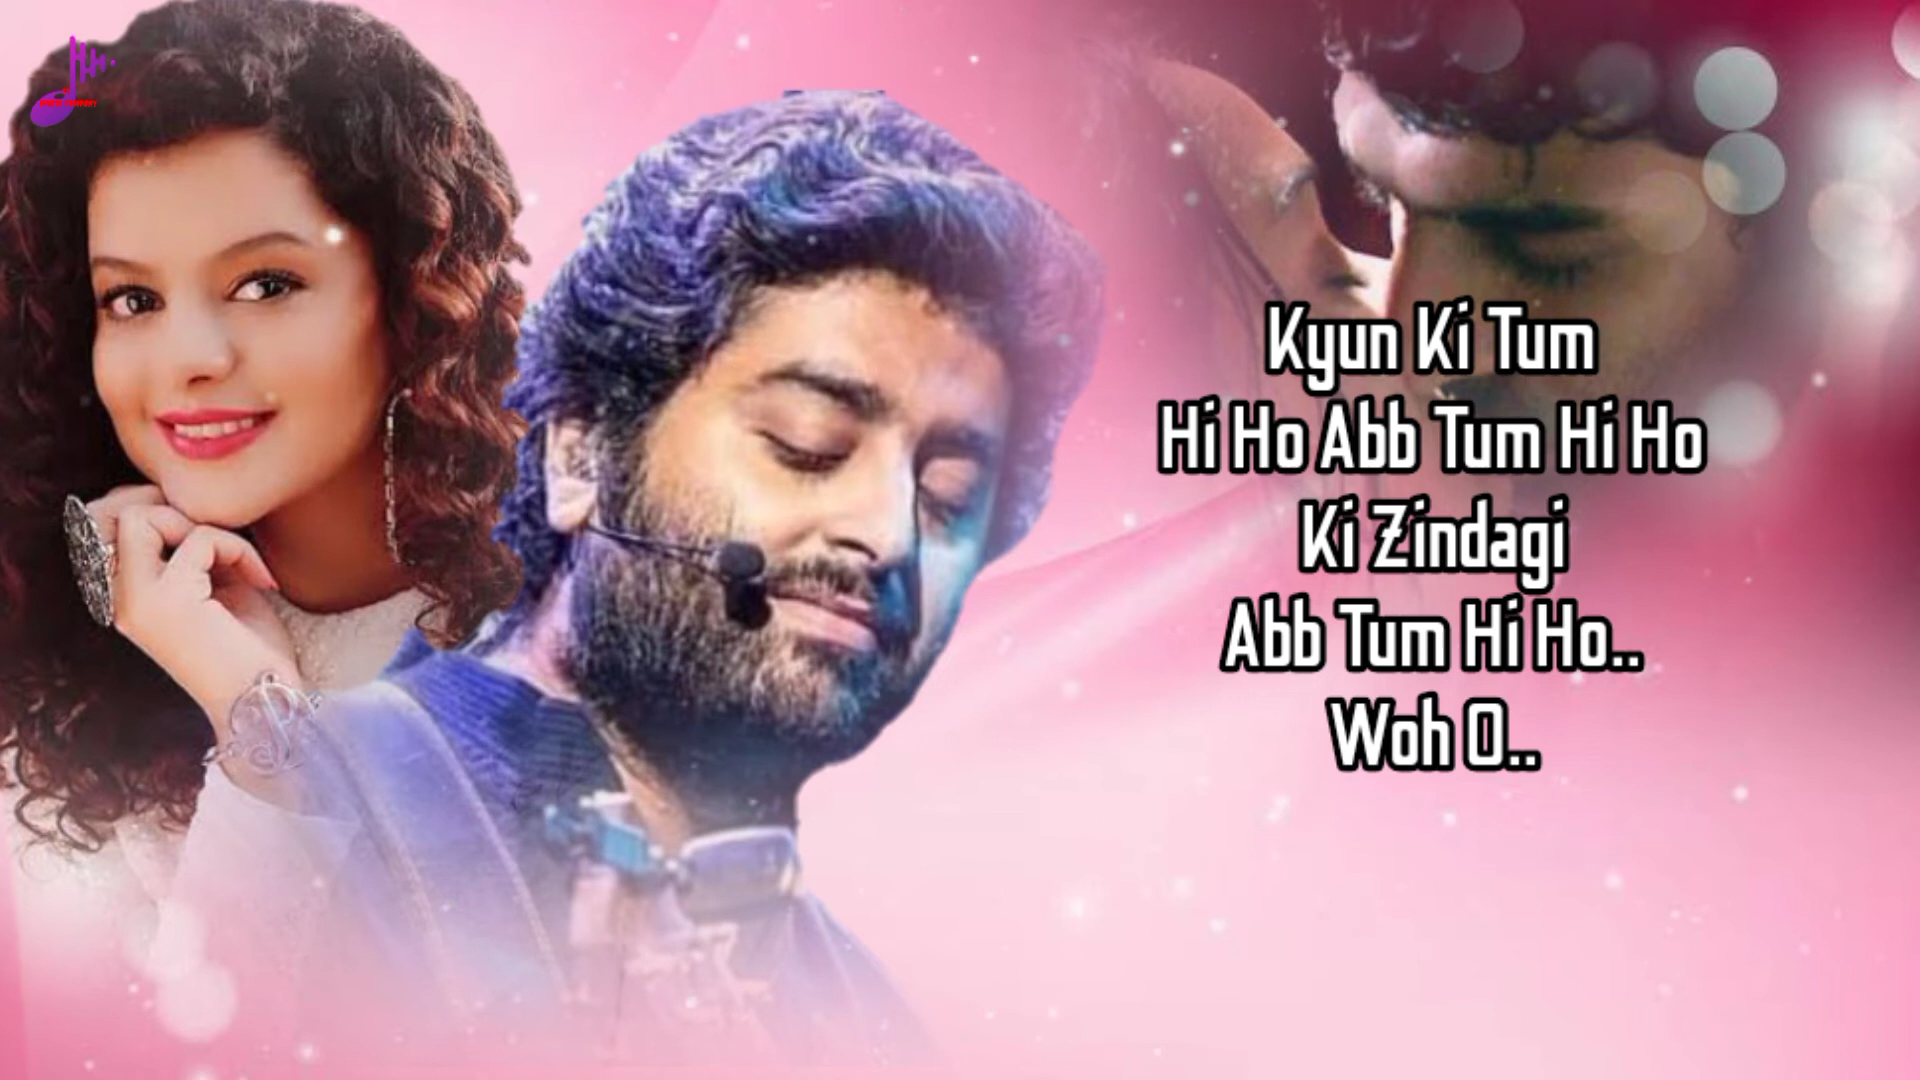 Kyun Ki Tum
Hi Ho Abb Tum Hi Ho
Ki Zindagi
Abb Tum Hi Ho..
Woh O..